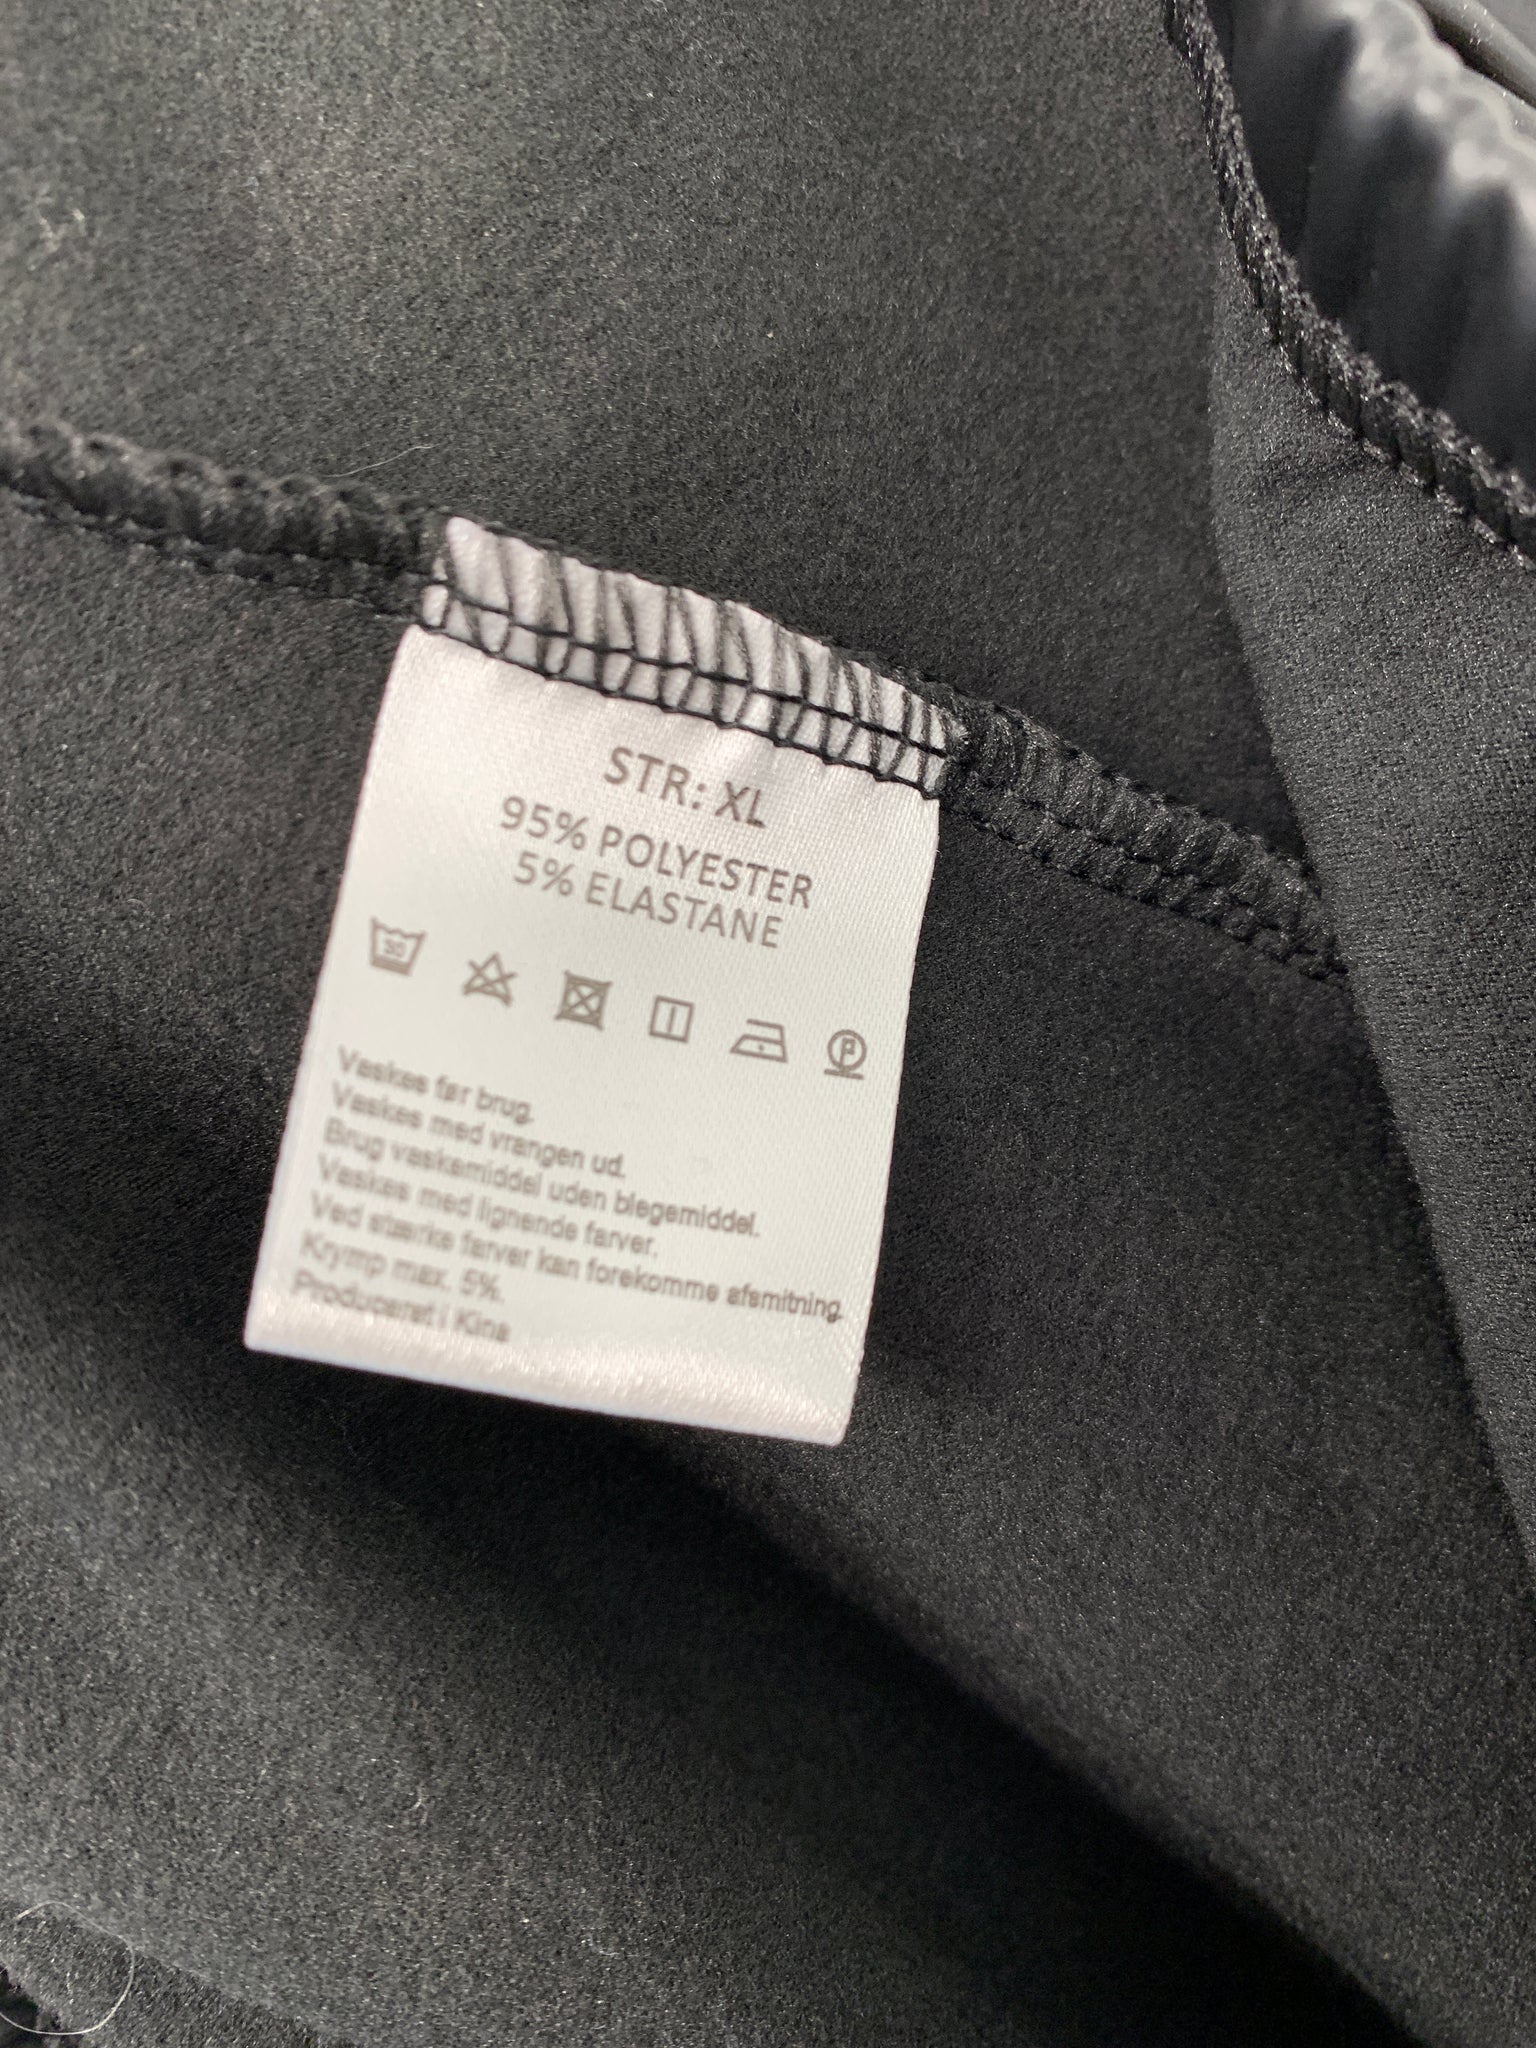 STR: XL
95% POLYESTER
5% ELASTANE
30
P
Vaskes før brug.
Vaskes med vrangen ud.
Brug vaskemiddel uden blegemiddel.
Vaskes med lignende farver.
Ved stærke farver kan forekomme afsmitning.
Krymp max. 5%.
Produceret i Kina